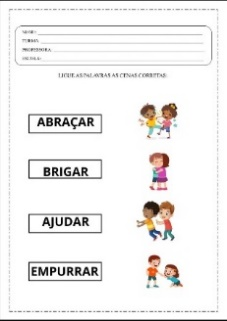 NOME:
TURMA:
PROFESSORA:
ESCOLA:
LIGUE AS PALAVRAS AS CENAS CORRETAS:
ABRAÇAR
BRIGAR
AJUDAR
EMPURRAR